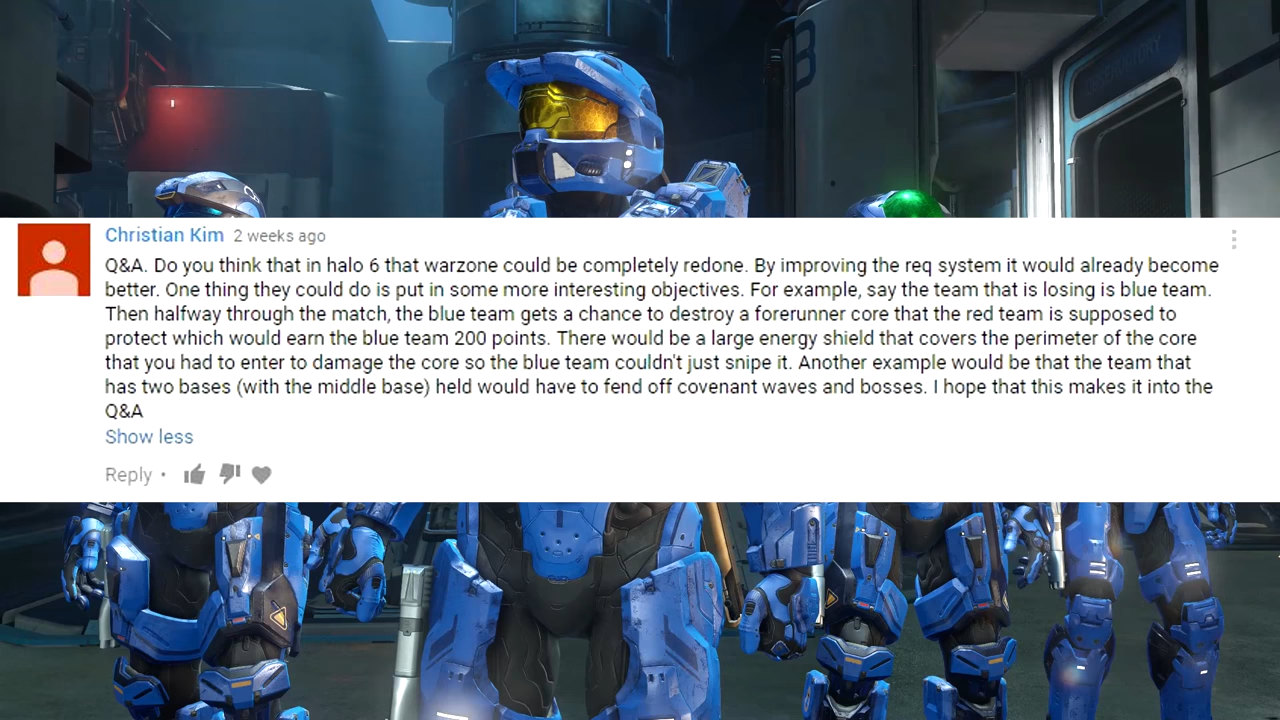 B
OBSERVATORY
Christian Kim 2 weeks ago
Q&A. Do you think that in halo 6 that warzone could be completely redone. By improving the req system it would already become
better. One thing they could do is put in some more interesting objectives. For example, say the team that is losing is blue team.
Then halfway through the match, the blue team gets a chance to destroy a forerunner core that the red team is supposed to
protect which would earn the blue team 200 points. There would be a large energy shield that covers the perimeter of the core
that you had to enter to damage the core so the blue team couldn't just snipe it. Another example would be that the team that
has two bases (with the middle base) held would have to fend off covenant waves and bosses. I hope that this makes it into the
Q&A
Show less
Reply •